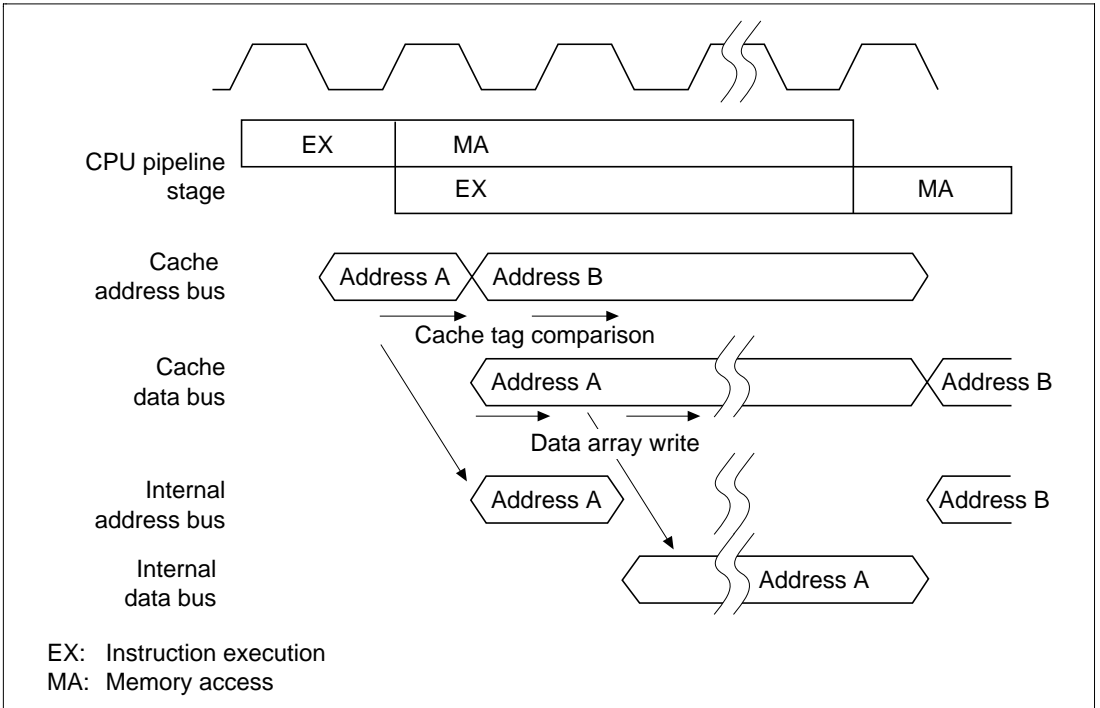 EX MA
CPU pipeline
stage
EX MA
Cache
address bus
Address A Address B
Cache tag comparison
Cache
data bus
Address A Address B
Data array write
Internal
address bus
Address A Address B
Internal
data bus
Address A
EX: Instruction execution
MA: Memory access